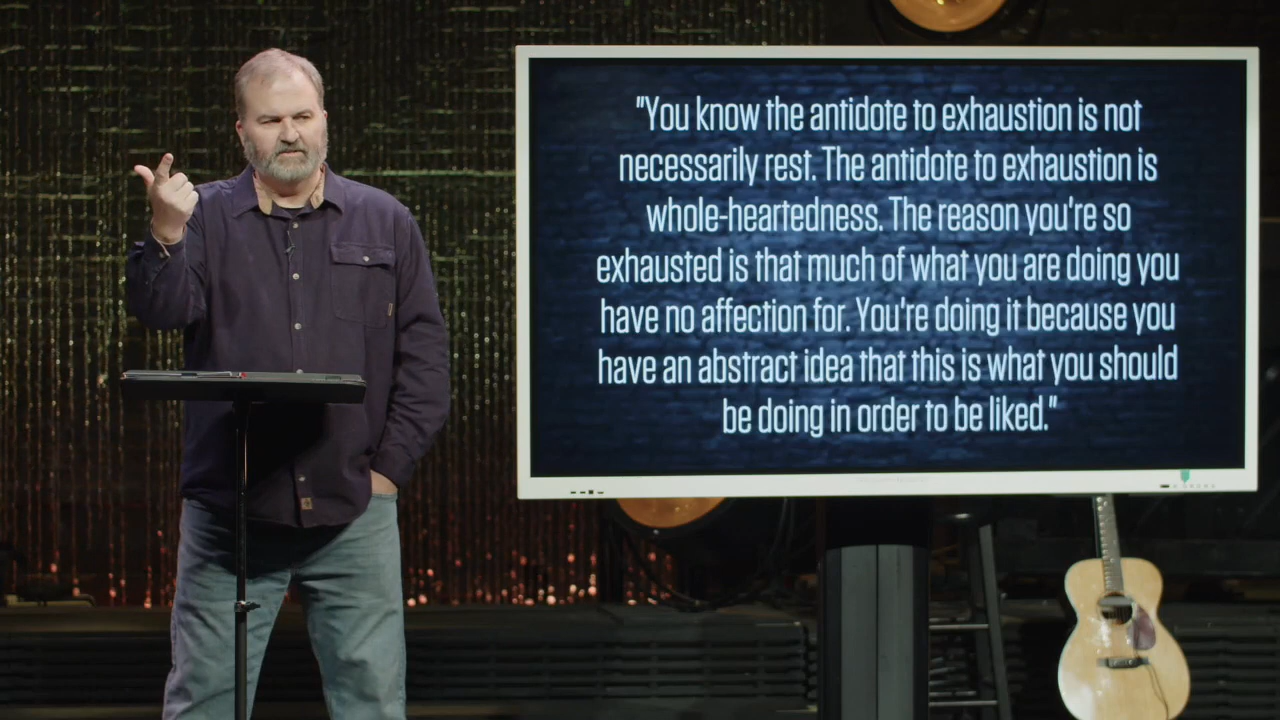 "You know the antidote to exhaustion is not
necessarily rest. The antidote to exhaustion is
whole-heartedness. The reason you're so
exhausted is that much of what you are doing you
have no affection for. You're doing it because you
have an abstract idea that this is what you should
be doing in order to be liked."